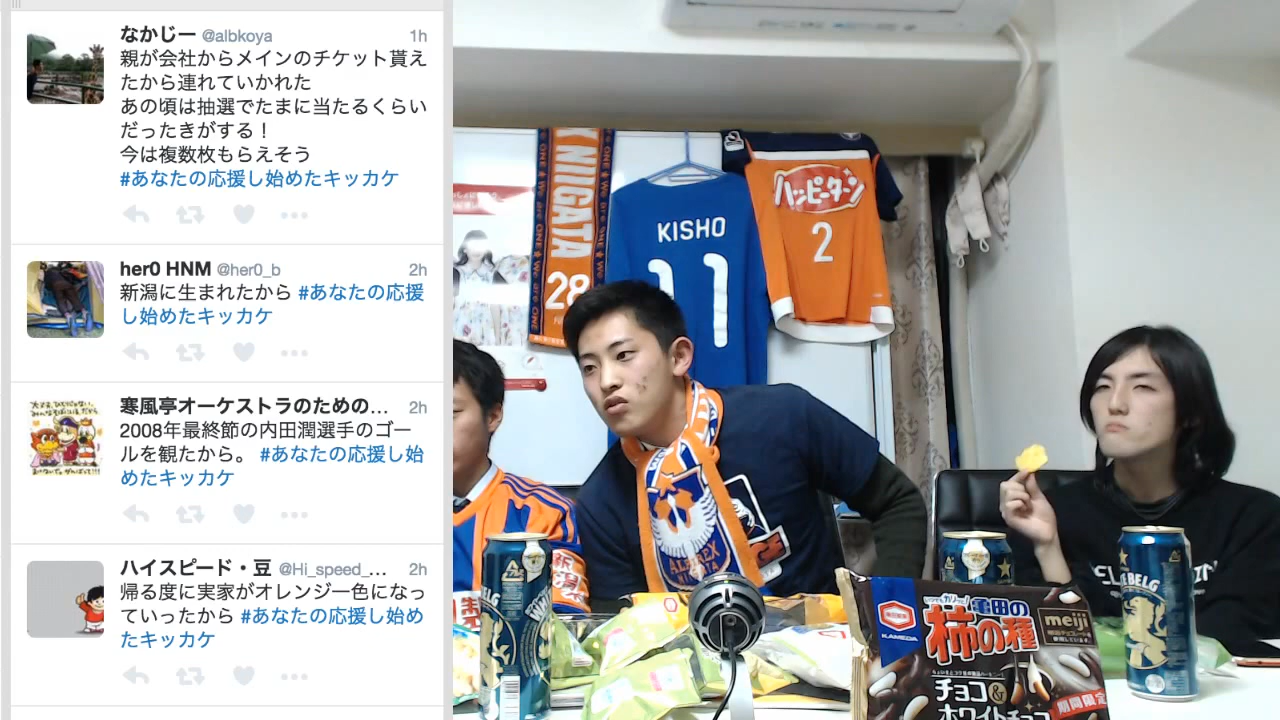 なかじー @albkoya 1h
親が会社からメインのチケット貰え
たから連れていかれた
あの頃は抽選でたまに当たるくらい
だったきがする！
今は複数枚もらえそう
#あなたの応援し始めたキッカケ
her0 HNM @her0_b 2h
新潟に生まれたから #あなたの応援
し始めたキッカケ
寒風亭オーケストラのための... 2h
2008年最終節の内田潤選手のゴー
ルを観たから。 #あなたの応援し始
めたキッカケ
ハイスピード・豆 @Hi_speed_... 2h
帰る度に実家がオレンジ一色になっ
ていったから #あなたの応援し始め
たキッカケ
NIIGATA
28
KISHO
11
ハッピーターン
2
ALBIREX
NIIGATA
KAMEDA
亀田の
柿の種
meiji
チョコ&
ホワイトチョコ
期間限定